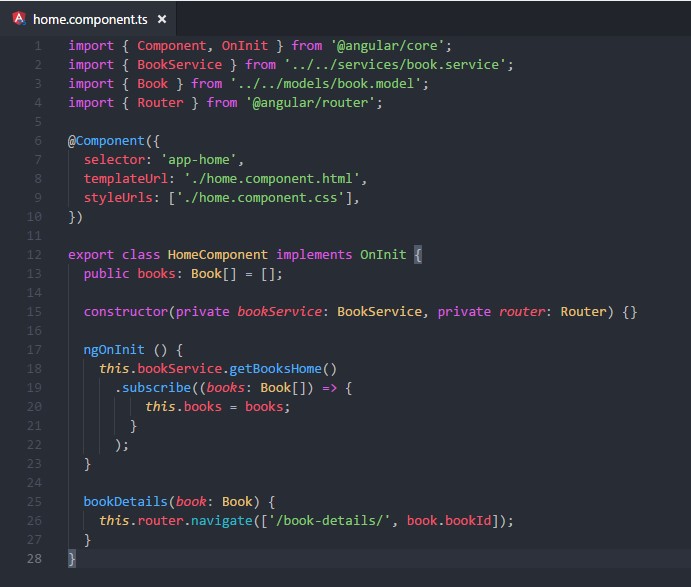 home.component.ts ×
1 import { Component, OnInit } from '@angular/core';
2 import { BookService } from '../../services/book.service';
3 import { Book } from '../../models/book.model';
4 import { Router } from '@angular/router';
5
6 @Component({
7   selector: 'app-home',
8   templateUrl: './home.component.html',
9   styleUrls: ['./home.component.css'],
10 })
11
12 export class HomeComponent implements OnInit {
13   public books: Book[] = [];
14
15   constructor(private bookService: BookService, private router: Router) {}
16
17   ngOnInit () {
18     this.bookService.getBooksHome()
19       .subscribe((books: Book[]) => {
20           this.books = books;
21         }
22       );
23   }
24
25   bookDetails(book: Book) {
26     this.router.navigate(['/book-details/', book.bookId]);
27   }
28 }